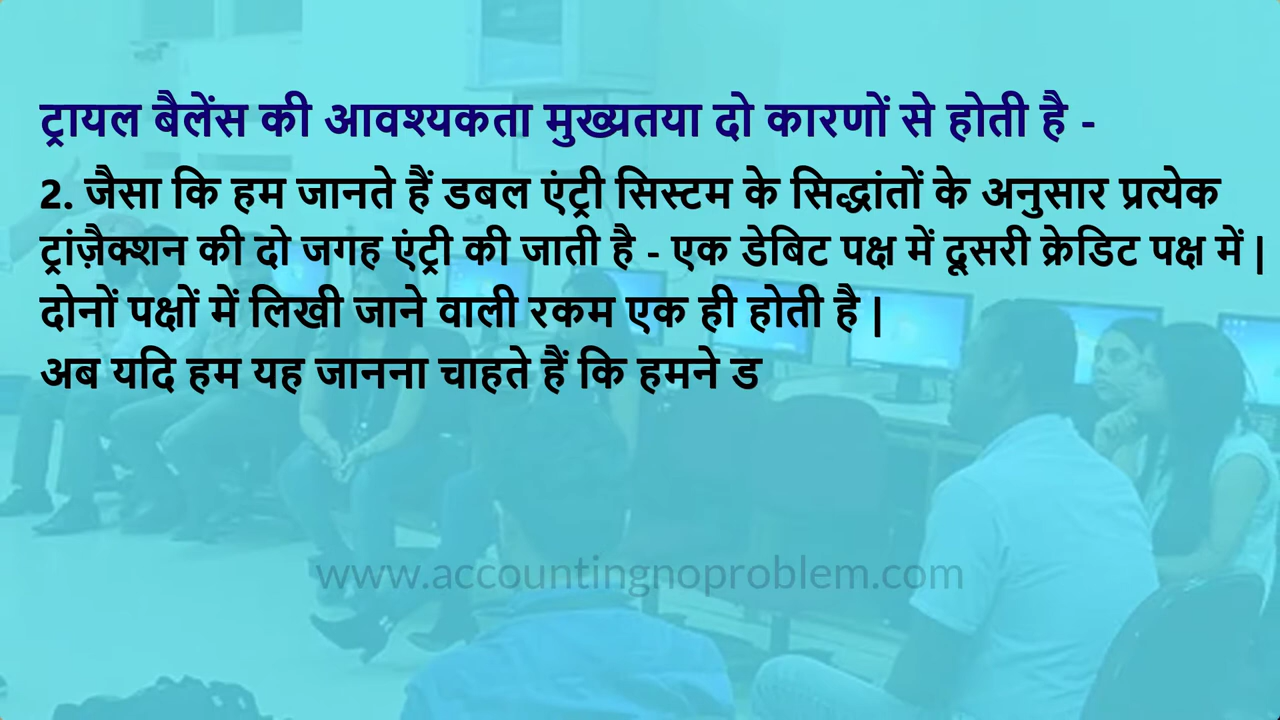 ट्रायल बैलेंस की आवश्यकता मुख्यतया दो कारणों से होती है -
2. जैसा कि हम जानते हैं डबल एंट्री सिस्टम के सिद्धांतों के अनुसार प्रत्येक
ट्रांज़ैक्शन की दो जगह एंट्री की जाती है - एक डेबिट पक्ष में दूसरी क्रेडिट पक्ष में |
दोनों पक्षों में लिखी जाने वाली रकम एक ही होती है |
अब यदि हम यह जानना चाहते हैं कि हमने ड
www.accountingnoproblem.com